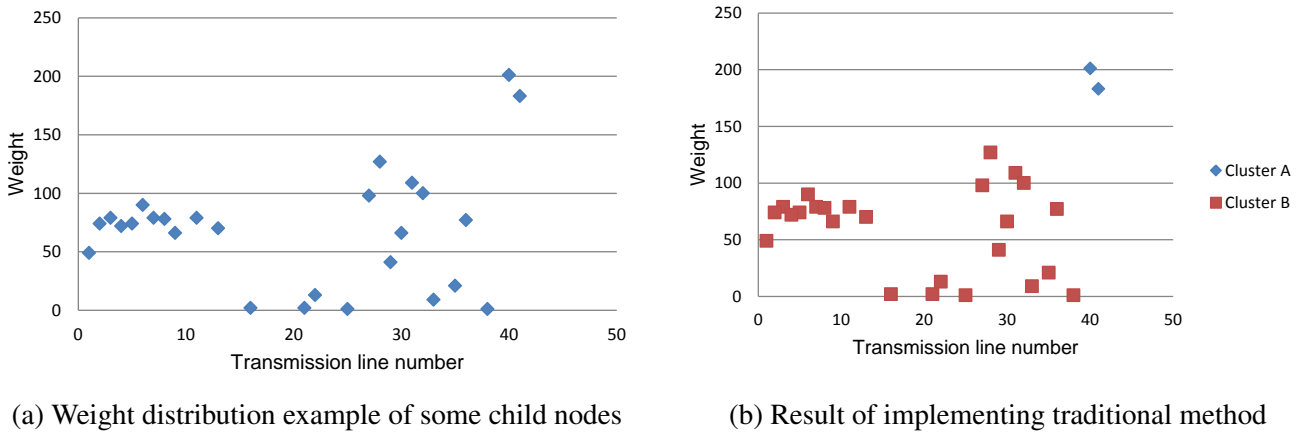 250
200
150
100
50
0
Weight
0 10 20 30 40 50
Transmission line number
(a) Weight distribution example of some child nodes
250
200
150
100
50
0
Weight
0 10 20 30 40 50
Transmission line number
Cluster A
Cluster B
(b) Result of implementing traditional method